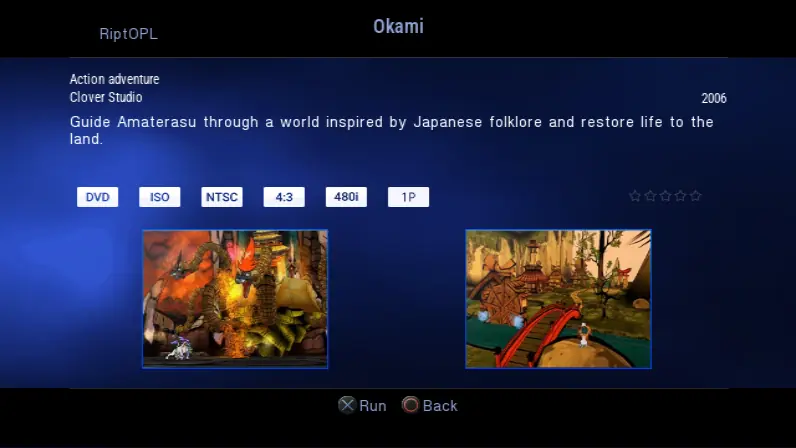 RiptOPL
Okami
Action adventure
Clover Studio
2006
Guide Amaterasu through a world inspired by Japanese folklore and restore life to the
land.
DVD ISO NTSC 4:3 480i 1P
Run Back